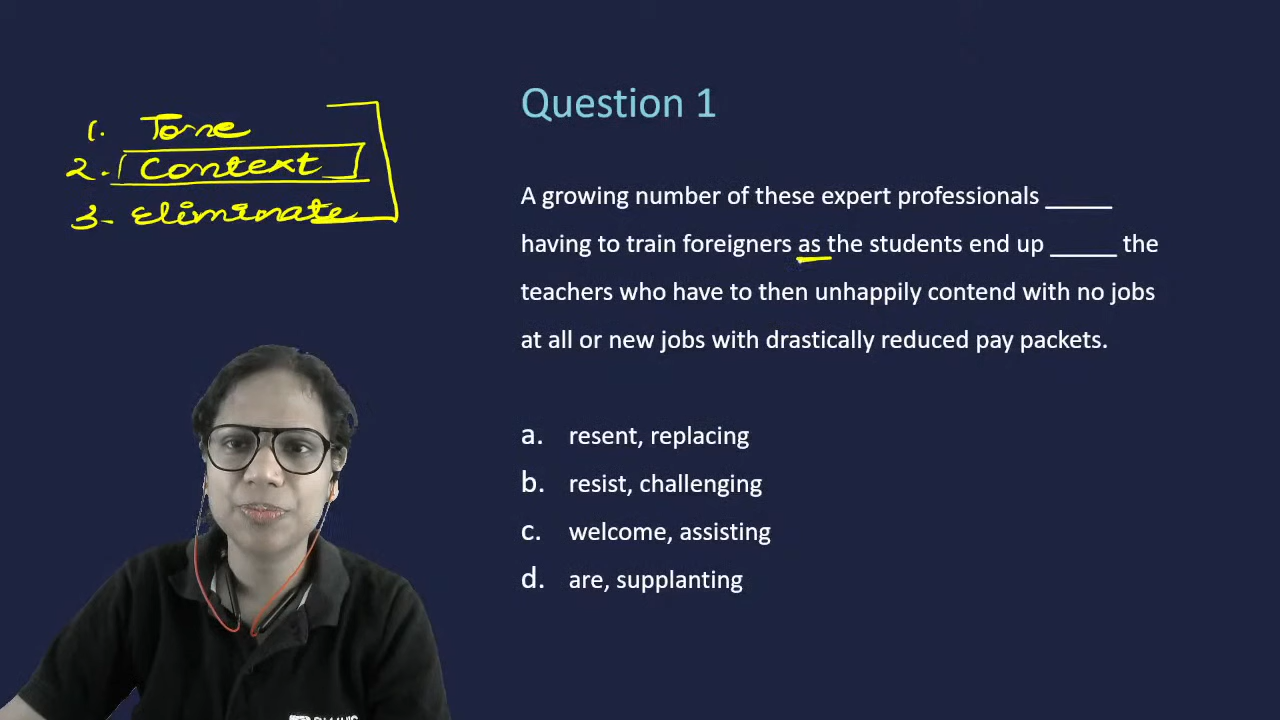 1. Tone
2. Context
3. Eliminate
Question 1
A growing number of these expert professionals _____
having to train foreigners as the students end up _____ the
teachers who have to then unhappily contend with no jobs
at all or new jobs with drastically reduced pay packets.
a. resent, replacing
b. resist, challenging
c. welcome, assisting
d. are, supplanting